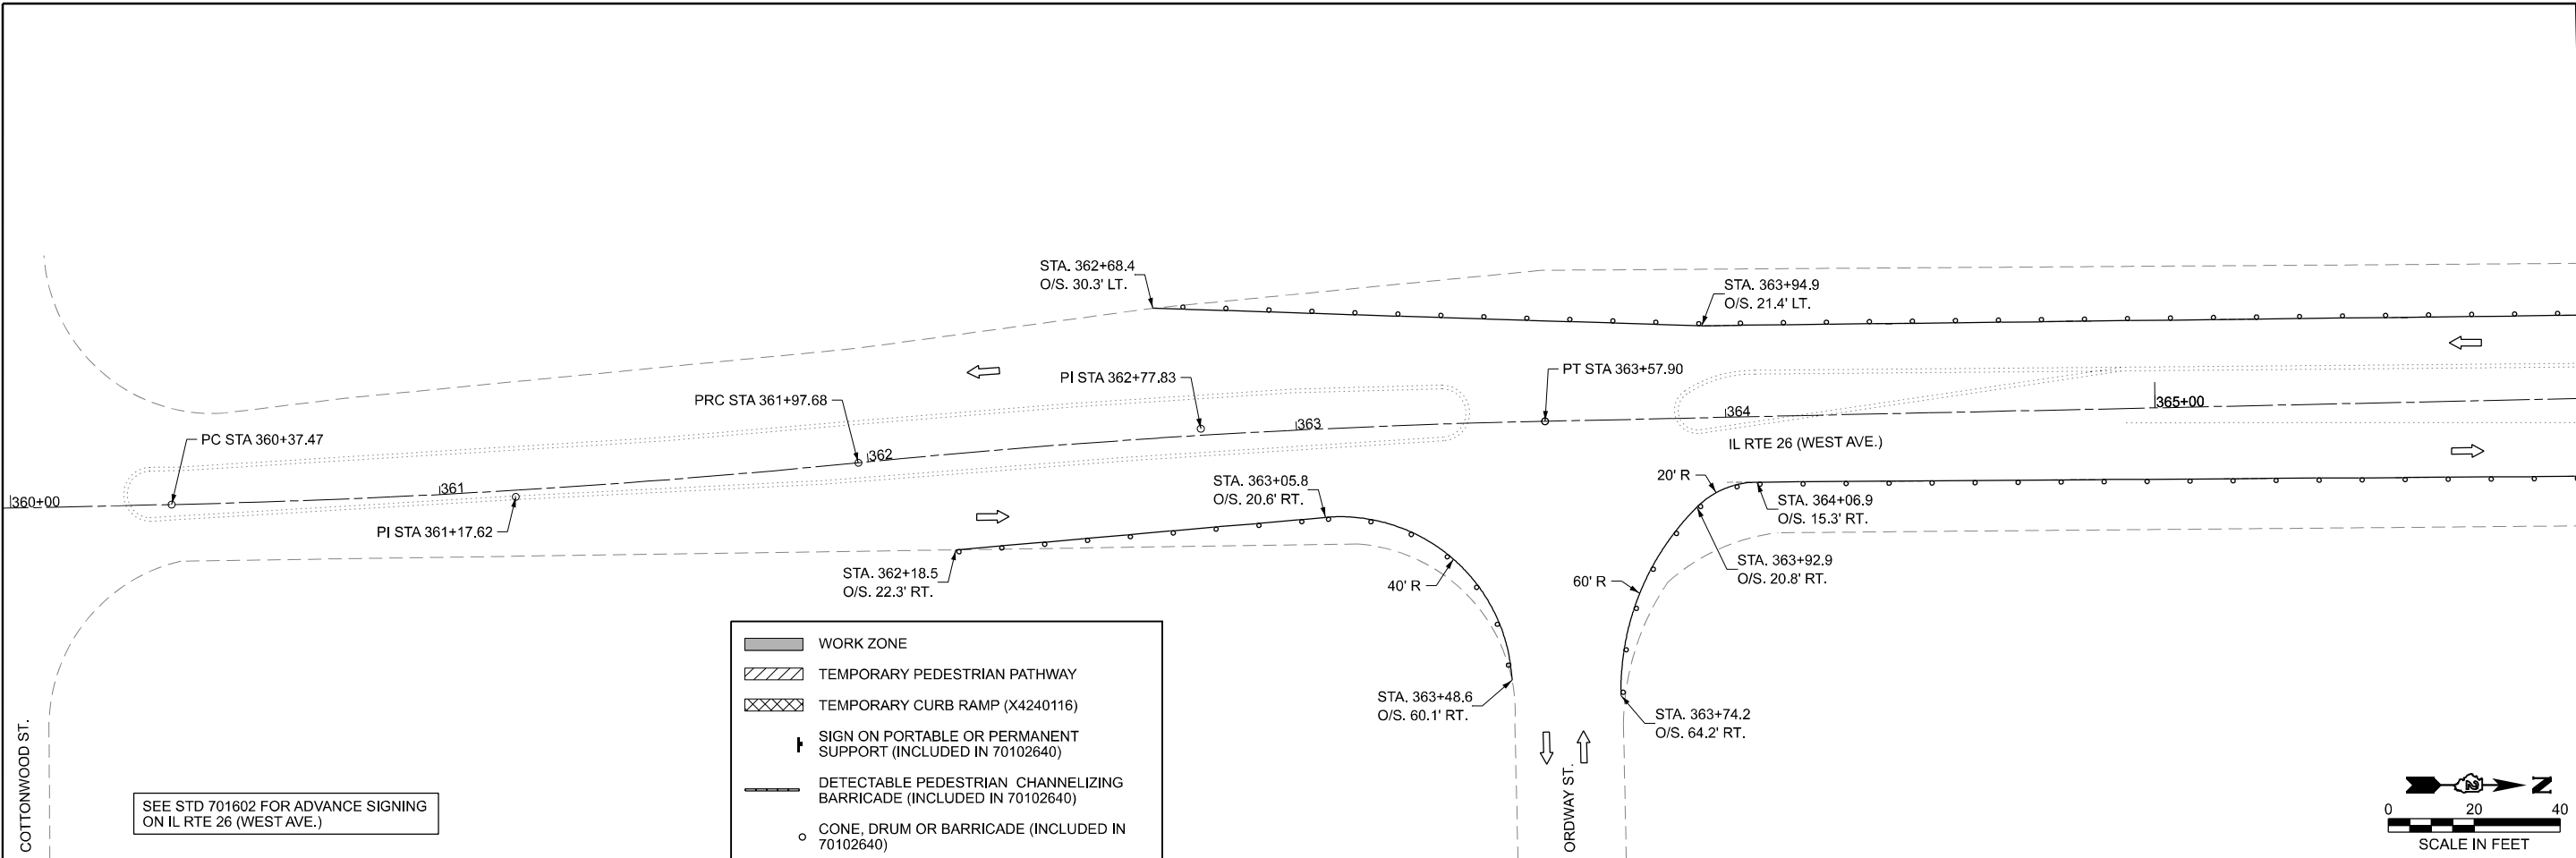 STA. 362+68.4
O/S. 30.3' LT.
STA. 363+94.9
O/S. 21.4' LT.
PI STA 362+77.83
PT STA 363+57.90
PRC STA 361+97.68
PC STA 360+37.47
360+00
361
362
363
364
365+00
IL RTE 26 (WEST AVE.)
PI STA 361+17.62
STA. 363+05.8
O/S. 20.6' RT.
20' R
STA. 364+06.9
O/S. 15.3' RT.
STA. 362+18.5
O/S. 22.3' RT.
40' R
60' R
STA. 363+92.9
O/S. 20.8' RT.
STA. 363+48.6
O/S. 60.1' RT.
STA. 363+74.2
O/S. 64.2' RT.
WORK ZONE
TEMPORARY PEDESTRIAN PATHWAY
TEMPORARY CURB RAMP (X4240116)
SIGN ON PORTABLE OR PERMANENT
SUPPORT (INCLUDED IN 70102640)
DETECTABLE PEDESTRIAN CHANNELIZING
BARRICADE (INCLUDED IN 70102640)
CONE, DRUM OR BARRICADE (INCLUDED IN
70102640)
SEE STD 701602 FOR ADVANCE SIGNING
ON IL RTE 26 (WEST AVE.)
COTTONWOOD ST.
ORDWAY ST.
N
0 20 40
SCALE IN FEET